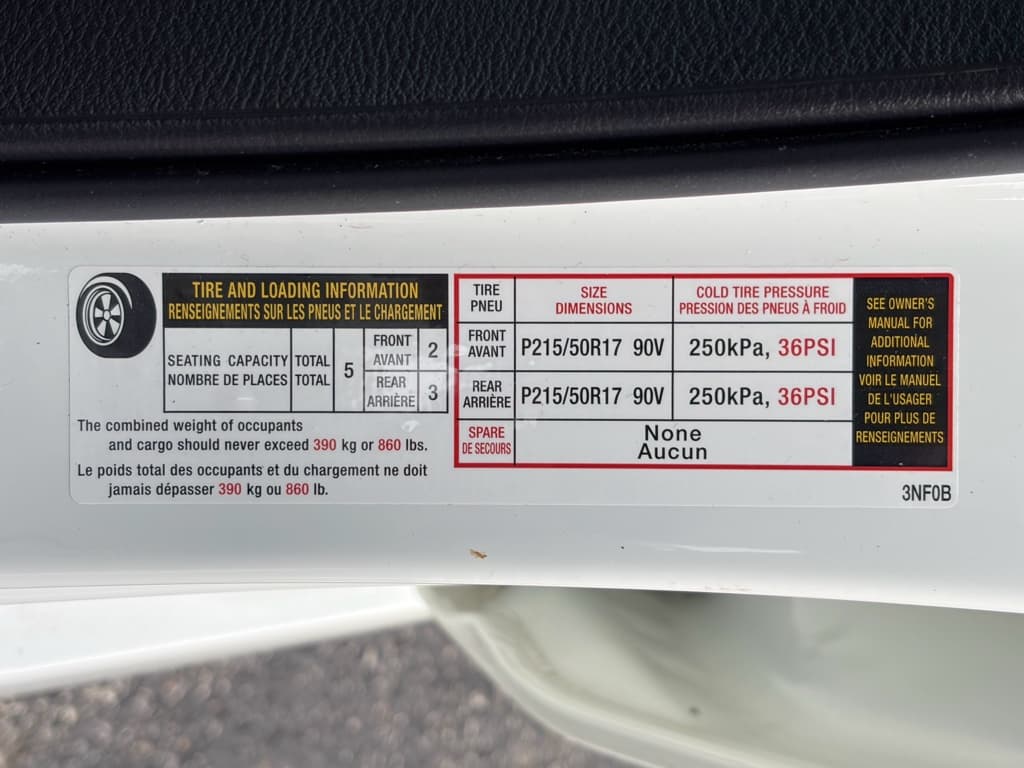 TIRE AND LOADING INFORMATION
RENSEIGNEMENTS SUR LES PNEUS ET LE CHARGEMENT
SEATING CAPACITY
NOMBRE DE PLACES
TOTAL
TOTAL
5
FRONT
AVANT
2
REAR
ARRIÈRE
3
The combined weight of occupants
and cargo should never exceed 390 kg or 860 lbs.
Le poids total des occupants et du chargement ne doit
jamais dépasser 390 kg ou 860 lb.
TIRE
PNEU
SIZE
DIMENSIONS
COLD TIRE PRESSURE
PRESSION DES PNEUS À FROID
FRONT
AVANT
P215/50R17 90V
250kPa, 36PSI
REAR
ARRIÈRE
P215/50R17 90V
250kPa, 36PSI
SPARE
DE SECOURS
None
Aucun
SEE OWNER'S
MANUAL FOR
ADDITIONAL
INFORMATION
VOIR LE MANUEL
DE L'USAGER
POUR PLUS DE
RENSEIGNEMENTS
3NF0B